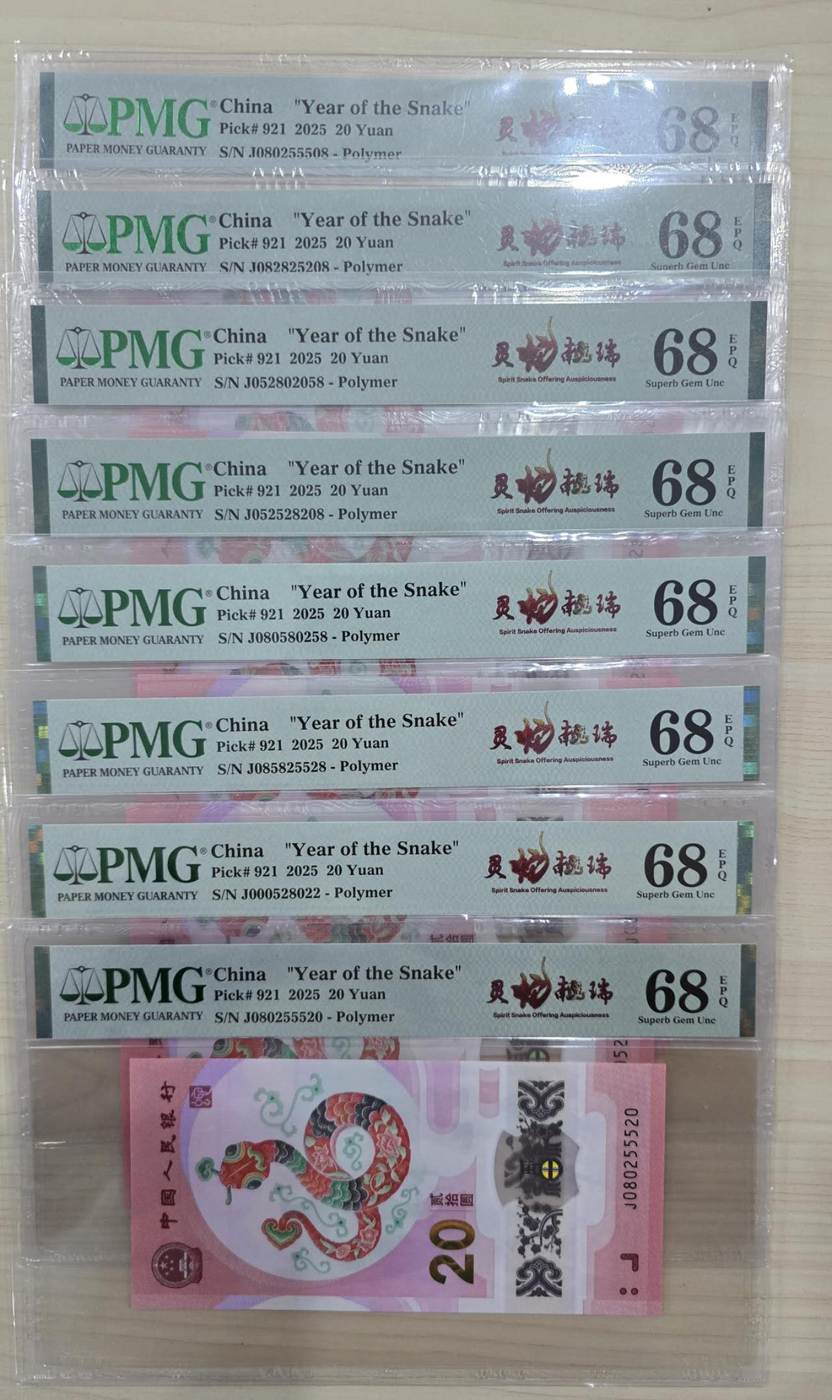 PMG® China "Year of the Snake"
Pick# 921 2025 20 Yuan
PAPER MONEY GUARANTY S/N J080255508 - Polymer
灵蛇
68
EPQ
PMG® China "Year of the Snake"
Pick# 921 2025 20 Yuan
PAPER MONEY GUARANTY S/N J082825208 - Polymer
灵蛇献瑞
Spirit Snake Offering Auspiciousness
68
EPQ
Superb Gem Unc
PMG® China "Year of the Snake"
Pick# 921 2025 20 Yuan
PAPER MONEY GUARANTY S/N J052802058 - Polymer
灵蛇献瑞
Spirit Snake Offering Auspiciousness
68
EPQ
Superb Gem Unc
PMG® China "Year of the Snake"
Pick# 921 2025 20 Yuan
PAPER MONEY GUARANTY S/N J052528208 - Polymer
灵蛇献瑞
Spirit Snake Offering Auspiciousness
68
EPQ
Superb Gem Unc
PMG® China "Year of the Snake"
Pick# 921 2025 20 Yuan
PAPER MONEY GUARANTY S/N J080580258 - Polymer
灵蛇献瑞
Spirit Snake Offering Auspiciousness
68
EPQ
Superb Gem Unc
PMG® China "Year of the Snake"
Pick# 921 2025 20 Yuan
PAPER MONEY GUARANTY S/N J085825528 - Polymer
灵蛇献瑞
Spirit Snake Offering Auspiciousness
68
EPQ
Superb Gem Unc
PMG® China "Year of the Snake"
Pick# 921 2025 20 Yuan
PAPER MONEY GUARANTY S/N J000528022 - Polymer
灵蛇献瑞
Spirit Snake Offering Auspiciousness
68
EPQ
Superb Gem Unc
PMG® China "Year of the Snake"
Pick# 921 2025 20 Yuan
PAPER MONEY GUARANTY S/N J080255520 - Polymer
灵蛇献瑞
Spirit Snake Offering Auspiciousness
68
EPQ
Superb Gem Unc
中国人民银行
20
贰拾圆
J080255520